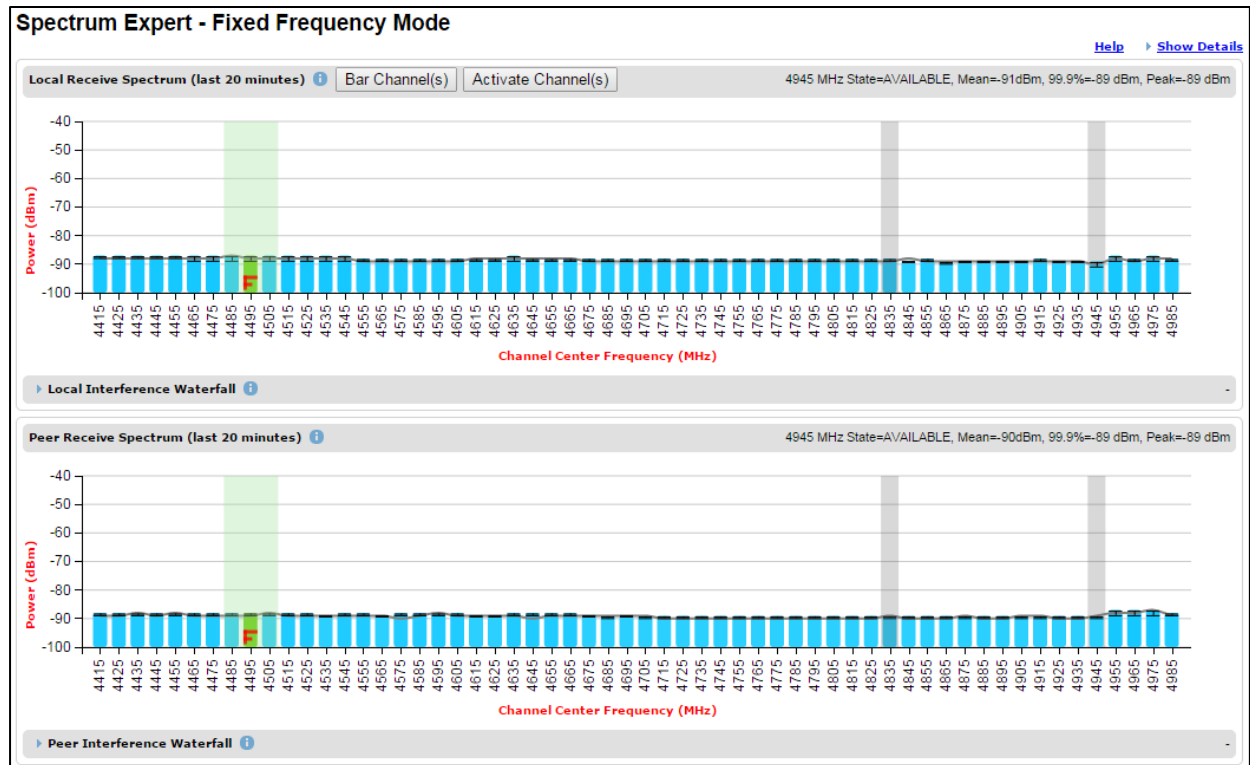 Spectrum Expert - Fixed Frequency Mode
Help Show Details
Local Receive Spectrum (last 20 minutes) i Bar Channel(s) Activate Channel(s) 4945 MHz State=AVAILABLE, Mean=-91dBm, 99.9%=-89 dBm, Peak=-89 dBm
-40
-50
-60
-70
-80
-90
-100
Power (dBm)
F
4415 4425 4435 4445 4455 4465 4475 4485 4495 4505 4515 4525 4535 4545 4555 4565 4575 4585 4595 4605 4615 4625 4635 4645 4655 4665 4675 4685 4695 4705 4715 4725 4735 4745 4755 4765 4775 4785 4795 4805 4815 4825 4835 4845 4855 4865 4875 4885 4895 4905 4915 4925 4935 4945 4955 4965 4975 4985
Channel Center Frequency (MHz)
Local Interference Waterfall i -
Peer Receive Spectrum (last 20 minutes) i 4945 MHz State=AVAILABLE, Mean=-90dBm, 99.9%=-89 dBm, Peak=-89 dBm
-40
-50
-60
-70
-80
-90
-100
Power (dBm)
F
4415 4425 4435 4445 4455 4465 4475 4485 4495 4505 4515 4525 4535 4545 4555 4565 4575 4585 4595 4605 4615 4625 4635 4645 4655 4665 4675 4685 4695 4705 4715 4725 4735 4745 4755 4765 4775 4785 4795 4805 4815 4825 4835 4845 4855 4865 4875 4885 4895 4905 4915 4925 4935 4945 4955 4965 4975 4985
Channel Center Frequency (MHz)
Peer Interference Waterfall i -